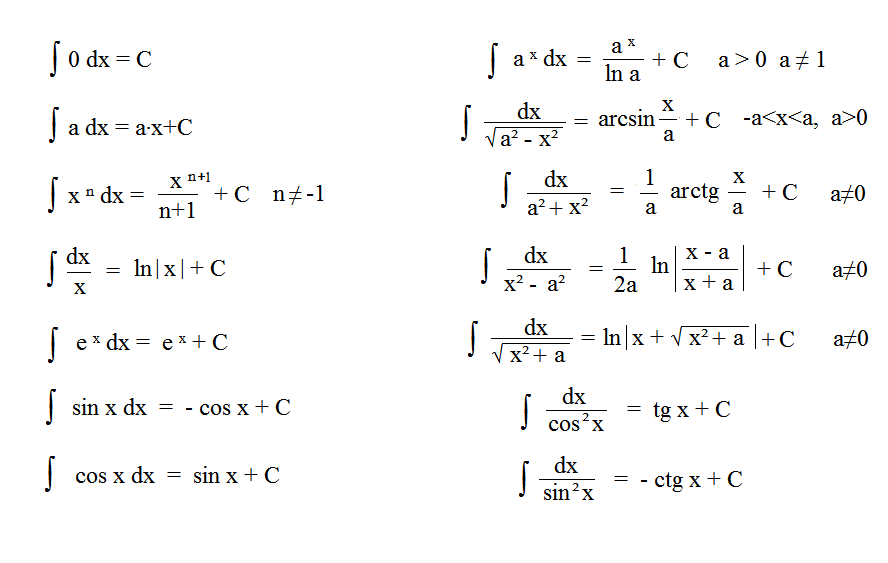 ∫ 0 dx = C
∫ a dx = a·x+C
∫ x^n dx = x^(n+1)/(n+1) + C n≠-1
∫ dx/x = ln|x| + C
∫ e^x dx = e^x + C
∫ sin x dx = - cos x + C
∫ cos x dx = sin x + C
∫ a^x dx = a^x/ln a + C a > 0 a ≠ 1
∫ dx/√(a² - x²) = arcsin x/a + C -a<x<a, a>0
∫ dx/(a² + x²) = 1/a arctg x/a + C a≠0
∫ dx/(x² - a²) = 1/2a ln|(x - a)/(x + a)| + C a≠0
∫ dx/√(x² + a) = ln|x + √(x² + a)| + C a≠0
∫ dx/cos²x = tg x + C
∫ dx/sin²x = - ctg x + C